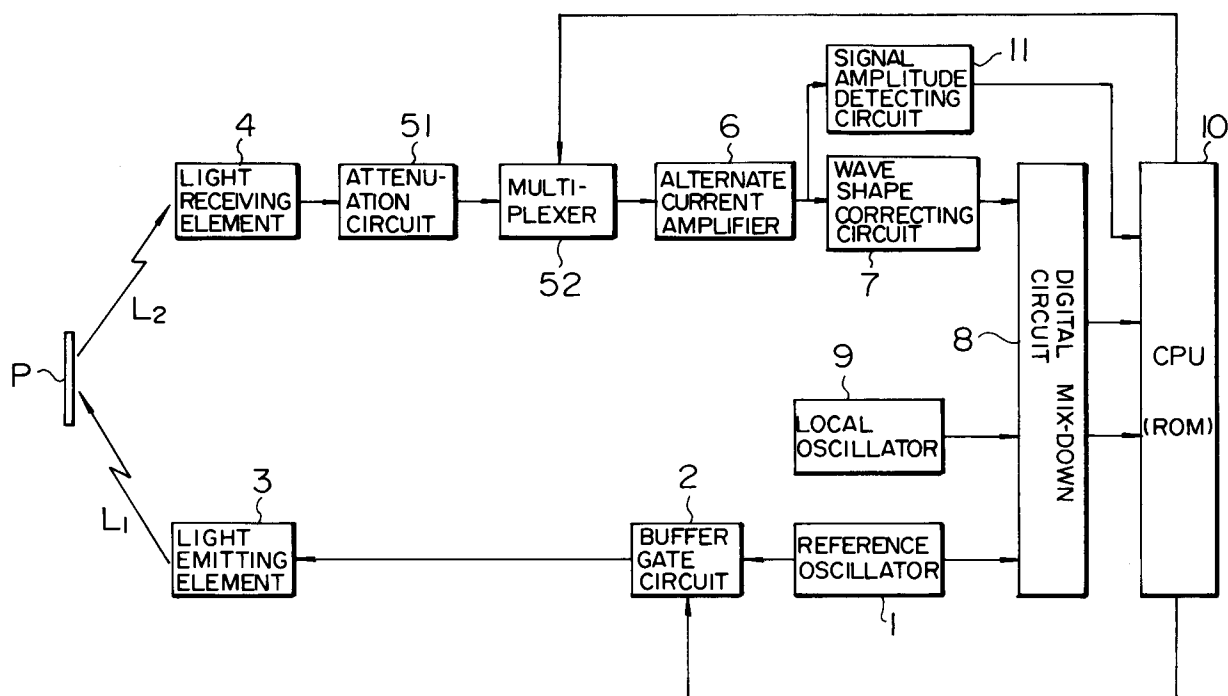 11
SIGNAL
AMPLITUDE
DETECTING
CIRCUIT
10
4
51
6
LIGHT
RECEIVING
ELEMENT
ATTENU-
ATION
CIRCUIT
MULTI-
PLEXER
ALTERNATE
CURRENT
AMPLIFIER
WAVE
SHAPE
CORRECTING
CIRCUIT
52
7
L2
P
L1
8
DIGITAL MIX-DOWN
CIRCUIT
CPU
(ROM)
9
LOCAL
OSCILLATOR
3
2
LIGHT
EMITTING
ELEMENT
BUFFER
GATE
CIRCUIT
REFERENCE
OSCILLATOR
1